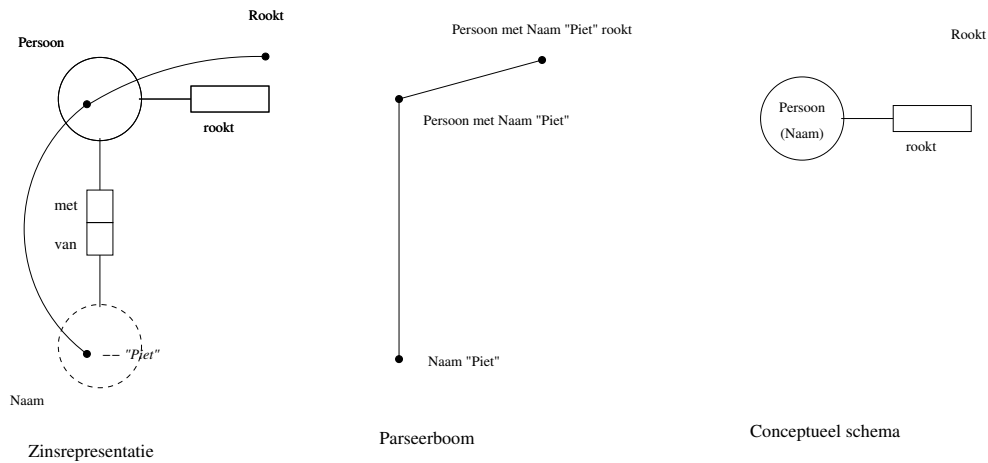 Rookt
Persoon
rookt
met
van
"Piet"
Naam
Zinsrepresentatie
Persoon met Naam "Piet" rookt
Persoon met Naam "Piet"
Naam "Piet"
Parseerboom
Rookt
Persoon
(Naam)
rookt
Conceptueel schema